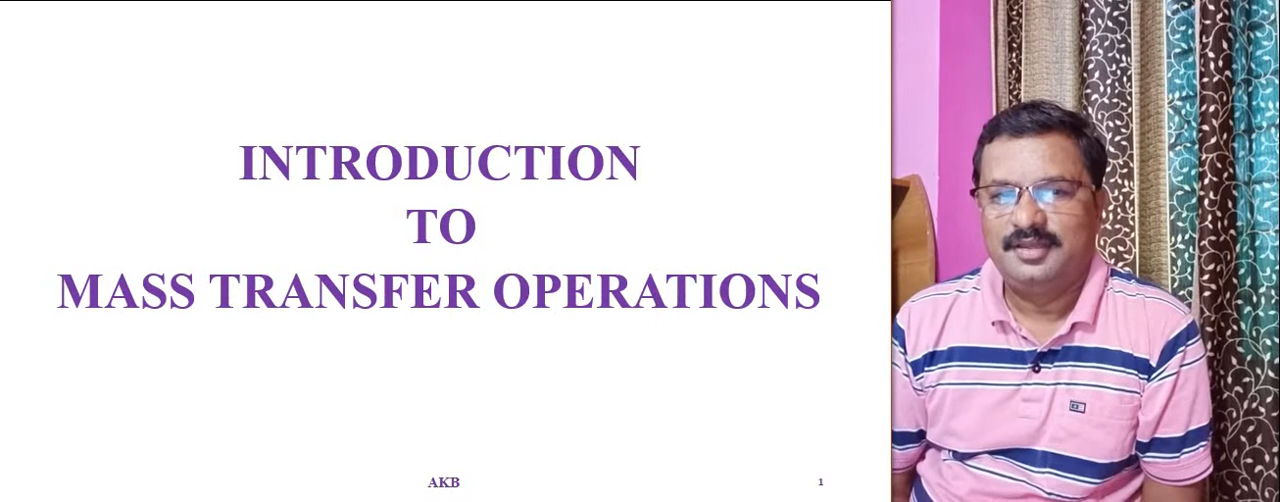 INTRODUCTION
TO
MASS TRANSFER OPERATIONS
AKB
1